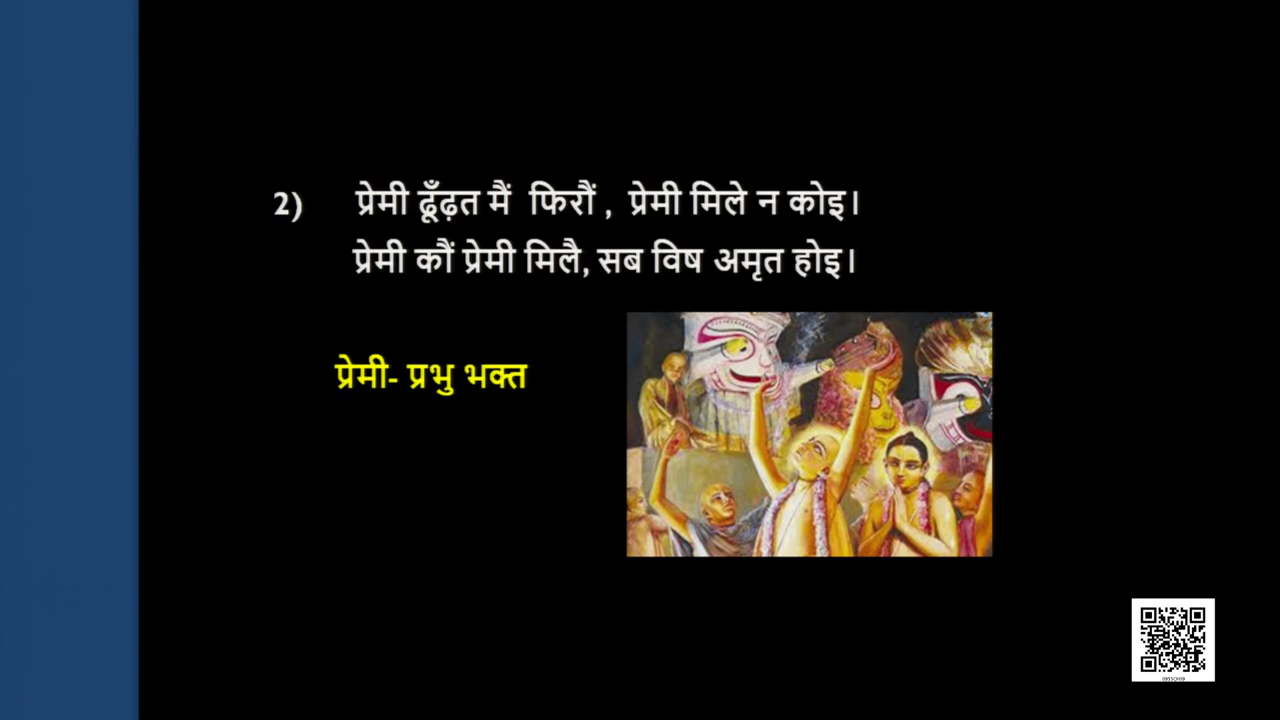 2) प्रेमी ढूँढ़त मैं फिरौं , प्रेमी मिले न कोइ।
प्रेमी कौं प्रेमी मिलै, सब विष अमृत होइ।
प्रेमी- प्रभु भक्त